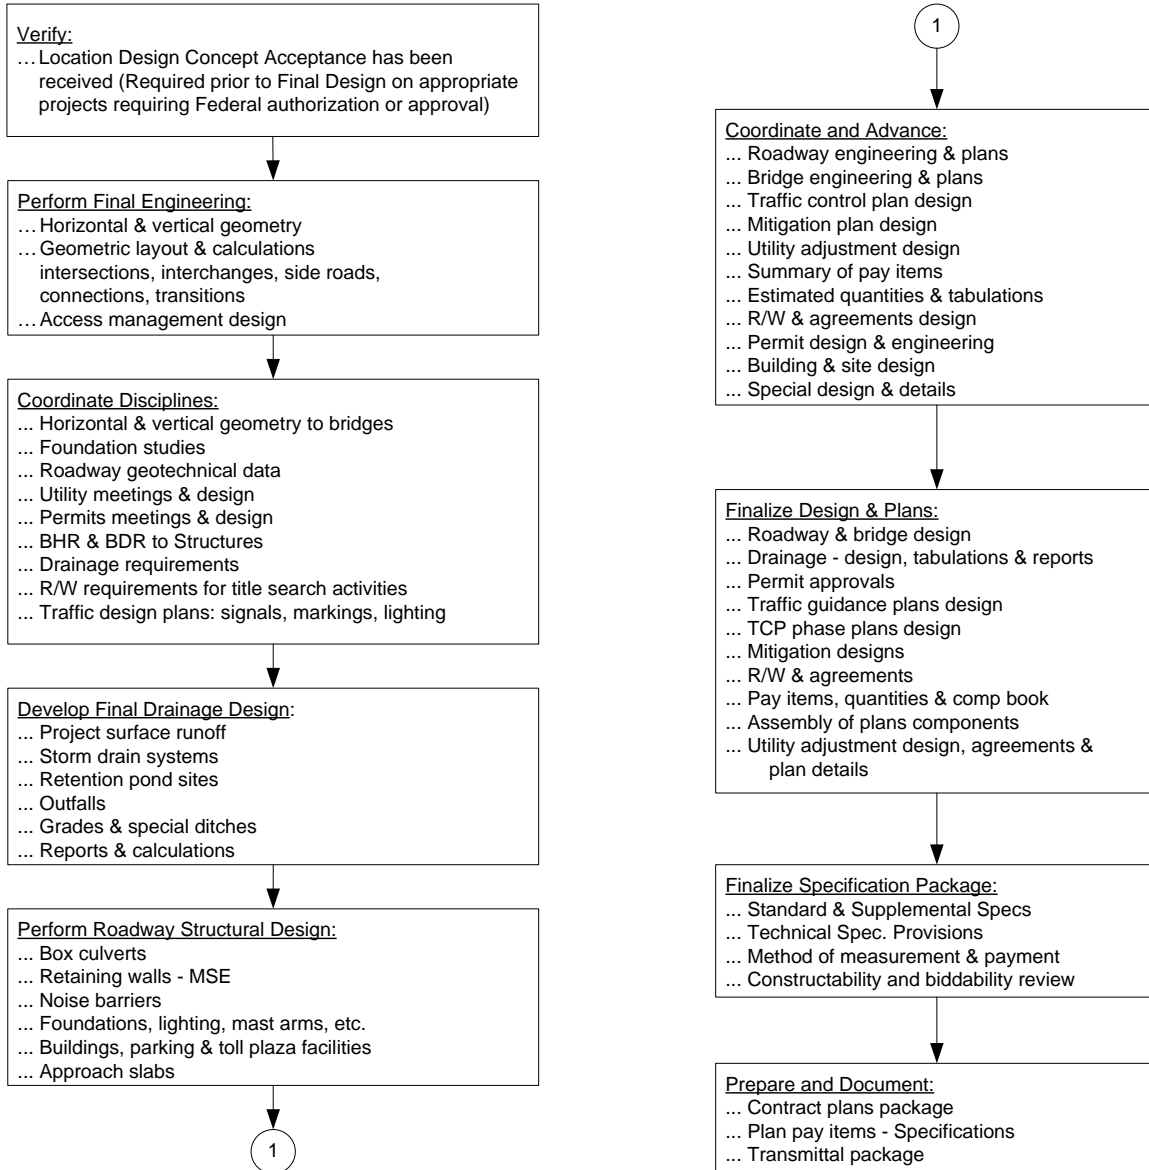 Verify:
… Location Design Concept Acceptance has been
received (Required prior to Final Design on appropriate
projects requiring Federal authorization or approval)
Perform Final Engineering:
… Horizontal & vertical geometry
… Geometric layout & calculations
intersections, interchanges, side roads,
connections, transitions
… Access management design
Coordinate Disciplines:
... Horizontal & vertical geometry to bridges
... Foundation studies
... Roadway geotechnical data
... Utility meetings & design
... Permits meetings & design
... BHR & BDR to Structures
... Drainage requirements
... R/W requirements for title search activities
... Traffic design plans: signals, markings, lighting
Develop Final Drainage Design:
... Project surface runoff
... Storm drain systems
... Retention pond sites
... Outfalls
... Grades & special ditches
... Reports & calculations
Perform Roadway Structural Design:
... Box culverts
... Retaining walls - MSE
... Noise barriers
... Foundations, lighting, mast arms, etc.
... Buildings, parking & toll plaza facilities
... Approach slabs
1
1
Coordinate and Advance:
... Roadway engineering & plans
... Bridge engineering & plans
... Traffic control plan design
... Mitigation plan design
... Utility adjustment design
... Summary of pay items
... Estimated quantities & tabulations
... R/W & agreements design
... Permit design & engineering
... Building & site design
... Special design & details
Finalize Design & Plans:
... Roadway & bridge design
... Drainage - design, tabulations & reports
... Permit approvals
... Traffic guidance plans design
... TCP phase plans design
... Mitigation designs
... R/W & agreements
... Pay items, quantities & comp book
... Assembly of plans components
... Utility adjustment design, agreements &
plan details
Finalize Specification Package:
... Standard & Supplemental Specs
... Technical Spec. Provisions
... Method of measurement & payment
... Constructability and biddability review
Prepare and Document:
... Contract plans package
... Plan pay items - Specifications
... Transmittal package